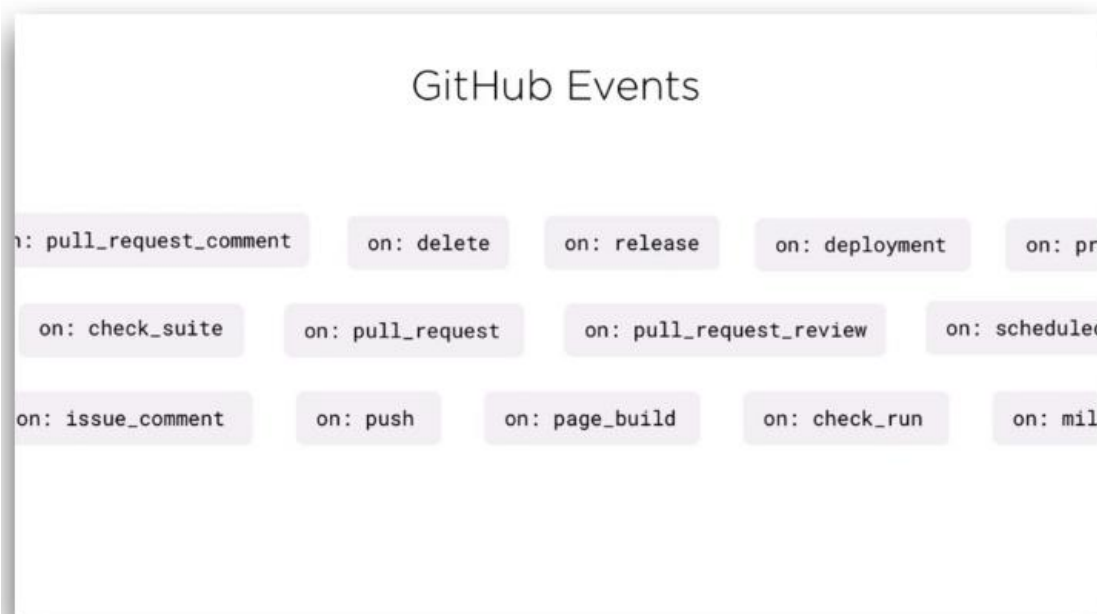 GitHub Events
: pull_request_comment on: delete on: release on: deployment on: pr
on: check_suite on: pull_request on: pull_request_review on: scheduled
on: issue_comment on: push on: page_build on: check_run on: mil